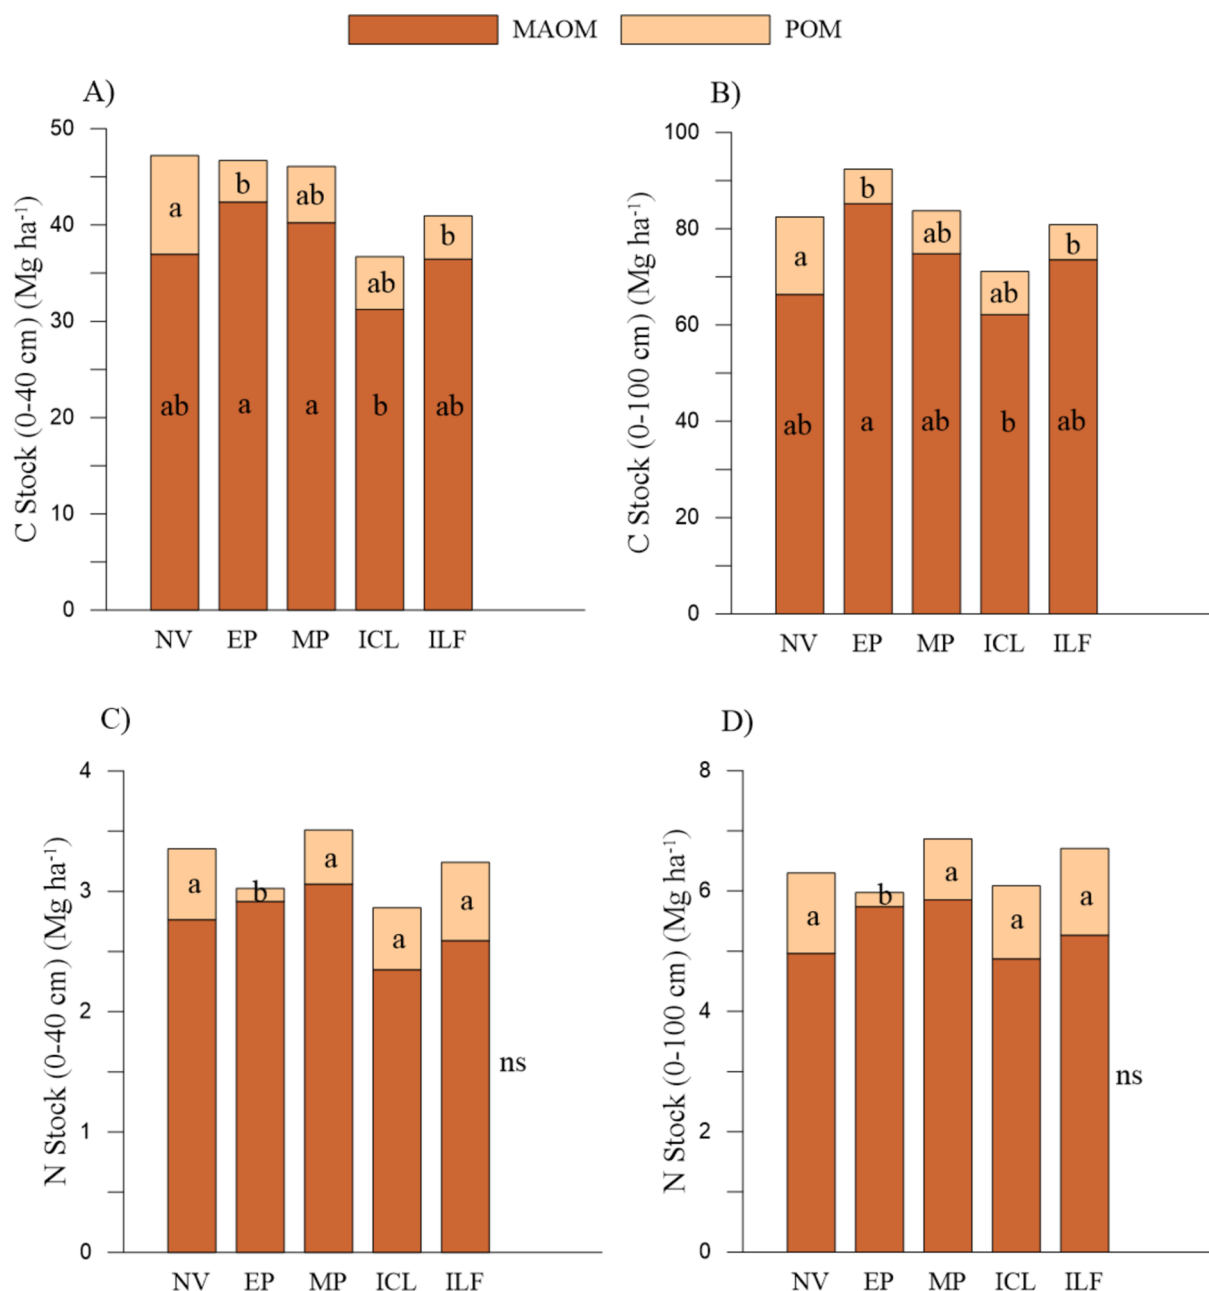 MAOM POM
A)
C Stock (0-40 cm) (Mg ha⁻¹)
50
40
30
20
10
0
a b ab ab b
ab a a b ab
NV EP MP ICL ILF
B)
C Stock (0-100 cm) (Mg ha⁻¹)
100
80
60
40
20
0
a b ab ab b
ab a ab b ab
NV EP MP ICL ILF
C)
N Stock (0-40 cm) (Mg ha⁻¹)
4
3
2
1
0
a b a a a
ns
NV EP MP ICL ILF
D)
N Stock (0-100 cm) (Mg ha⁻¹)
8
6
4
2
0
a b a a a
ns
NV EP MP ICL ILF